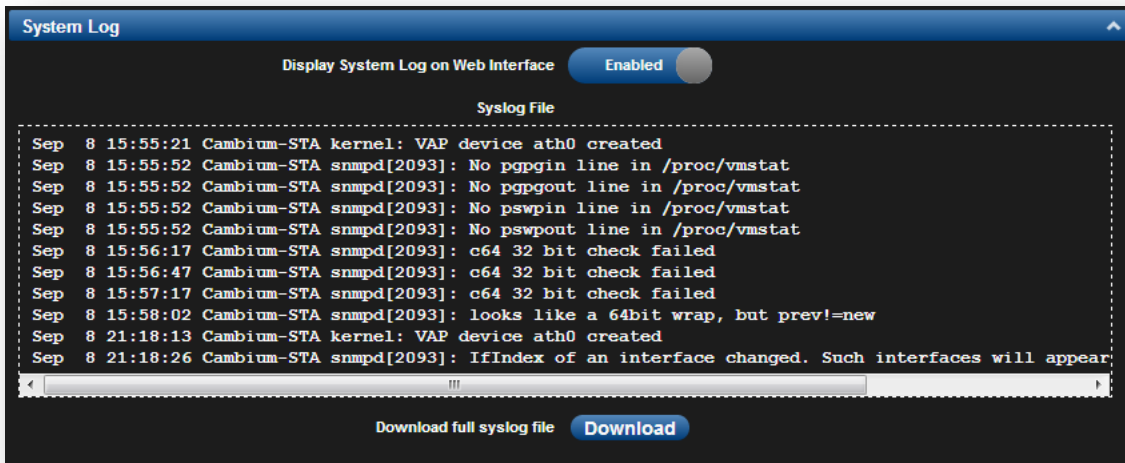 System Log
Display System Log on Web Interface Enabled
Syslog File
Sep  8 15:55:21 Cambium-STA kernel: VAP device ath0 created
Sep  8 15:55:52 Cambium-STA snmpd[2093]: No pgpgin line in /proc/vmstat
Sep  8 15:55:52 Cambium-STA snmpd[2093]: No pgpgout line in /proc/vmstat
Sep  8 15:55:52 Cambium-STA snmpd[2093]: No pswpin line in /proc/vmstat
Sep  8 15:55:52 Cambium-STA snmpd[2093]: No pswpout line in /proc/vmstat
Sep  8 15:56:17 Cambium-STA snmpd[2093]: c64 32 bit check failed
Sep  8 15:56:47 Cambium-STA snmpd[2093]: c64 32 bit check failed
Sep  8 15:57:17 Cambium-STA snmpd[2093]: c64 32 bit check failed
Sep  8 15:58:02 Cambium-STA snmpd[2093]: looks like a 64bit wrap, but prev!=new
Sep  8 21:18:13 Cambium-STA kernel: VAP device ath0 created
Sep  8 21:18:26 Cambium-STA snmpd[2093]: IfIndex of an interface changed. Such interfaces will appear
Download full syslog file Download